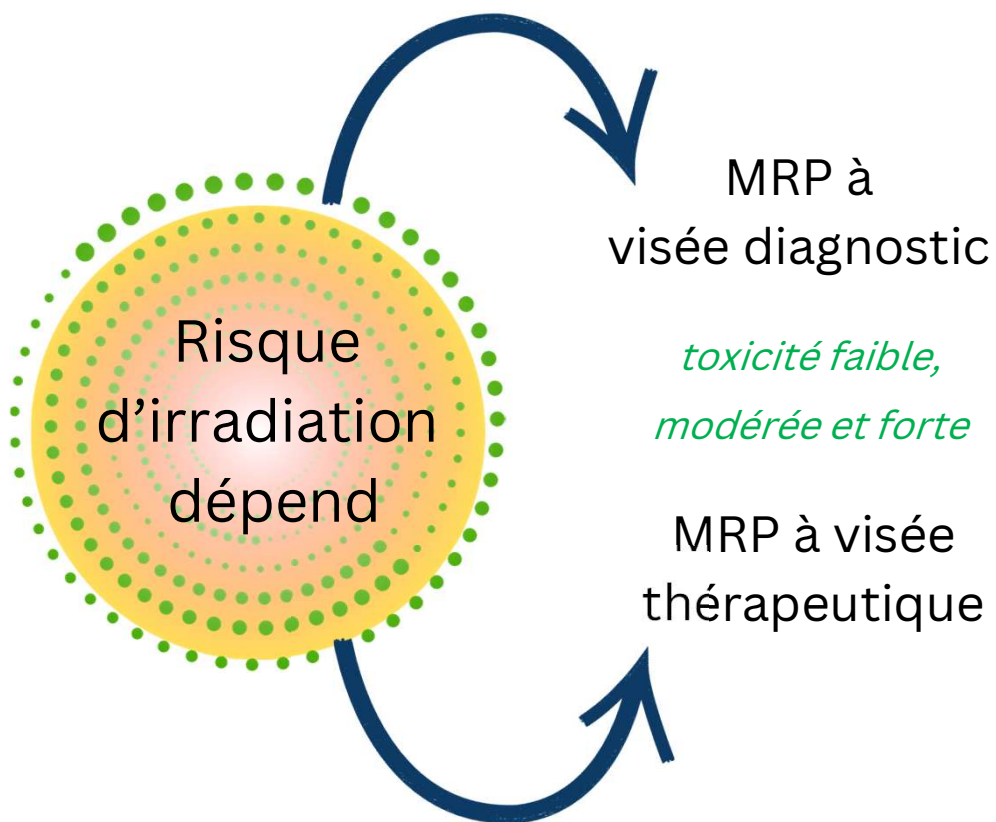 Risque
d'irradiation
dépend
MRP à
visée diagnostic
toxicité faible,
modérée et forte
MRP à visée
thérapeutique